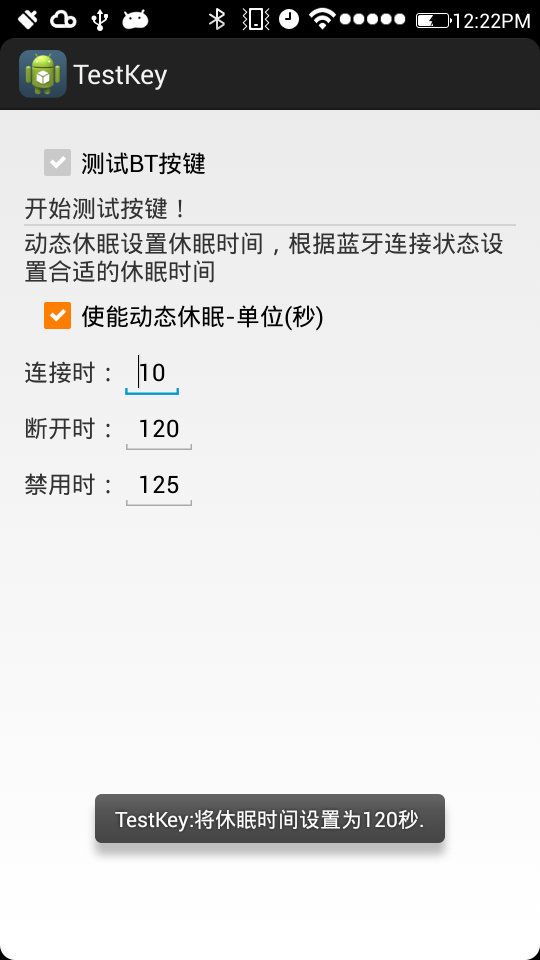 12:22PM
TestKey
测试BT按键
开始测试按键！
动态休眠设置休眠时间，根据蓝牙连接状态设
置合适的休眠时间
使能动态休眠-单位(秒)
连接时： 10
断开时： 120
禁用时： 125
TestKey:将休眠时间设置为120秒.